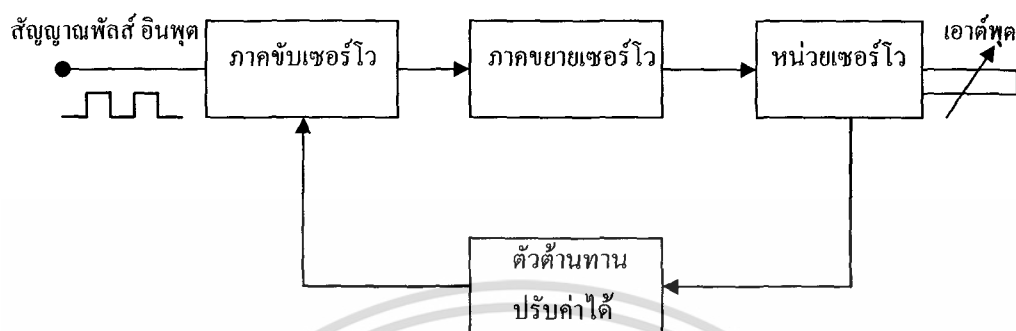 สัญญาณพัลส์ อินพุต
ภาคขับเซอร์โว
ภาคขยายเซอร์โว
หน่วยเซอร์โว
เอาต์พุต
ตัวต้านทาน
ปรับค่าได้